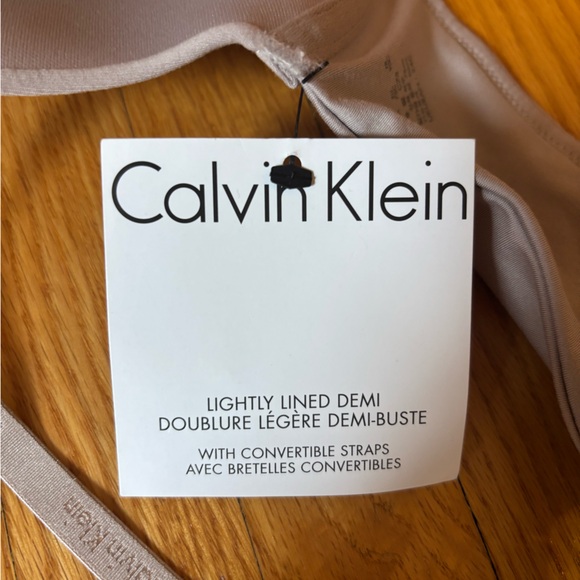 Calvin Klein
LIGHTLY LINED DEMI
DOUBLURE LÉGÈRE DEMI-BUSTE
WITH CONVERTIBLE STRAPS
AVEC BRETELLES CONVERTIBLES
Calvin Klein